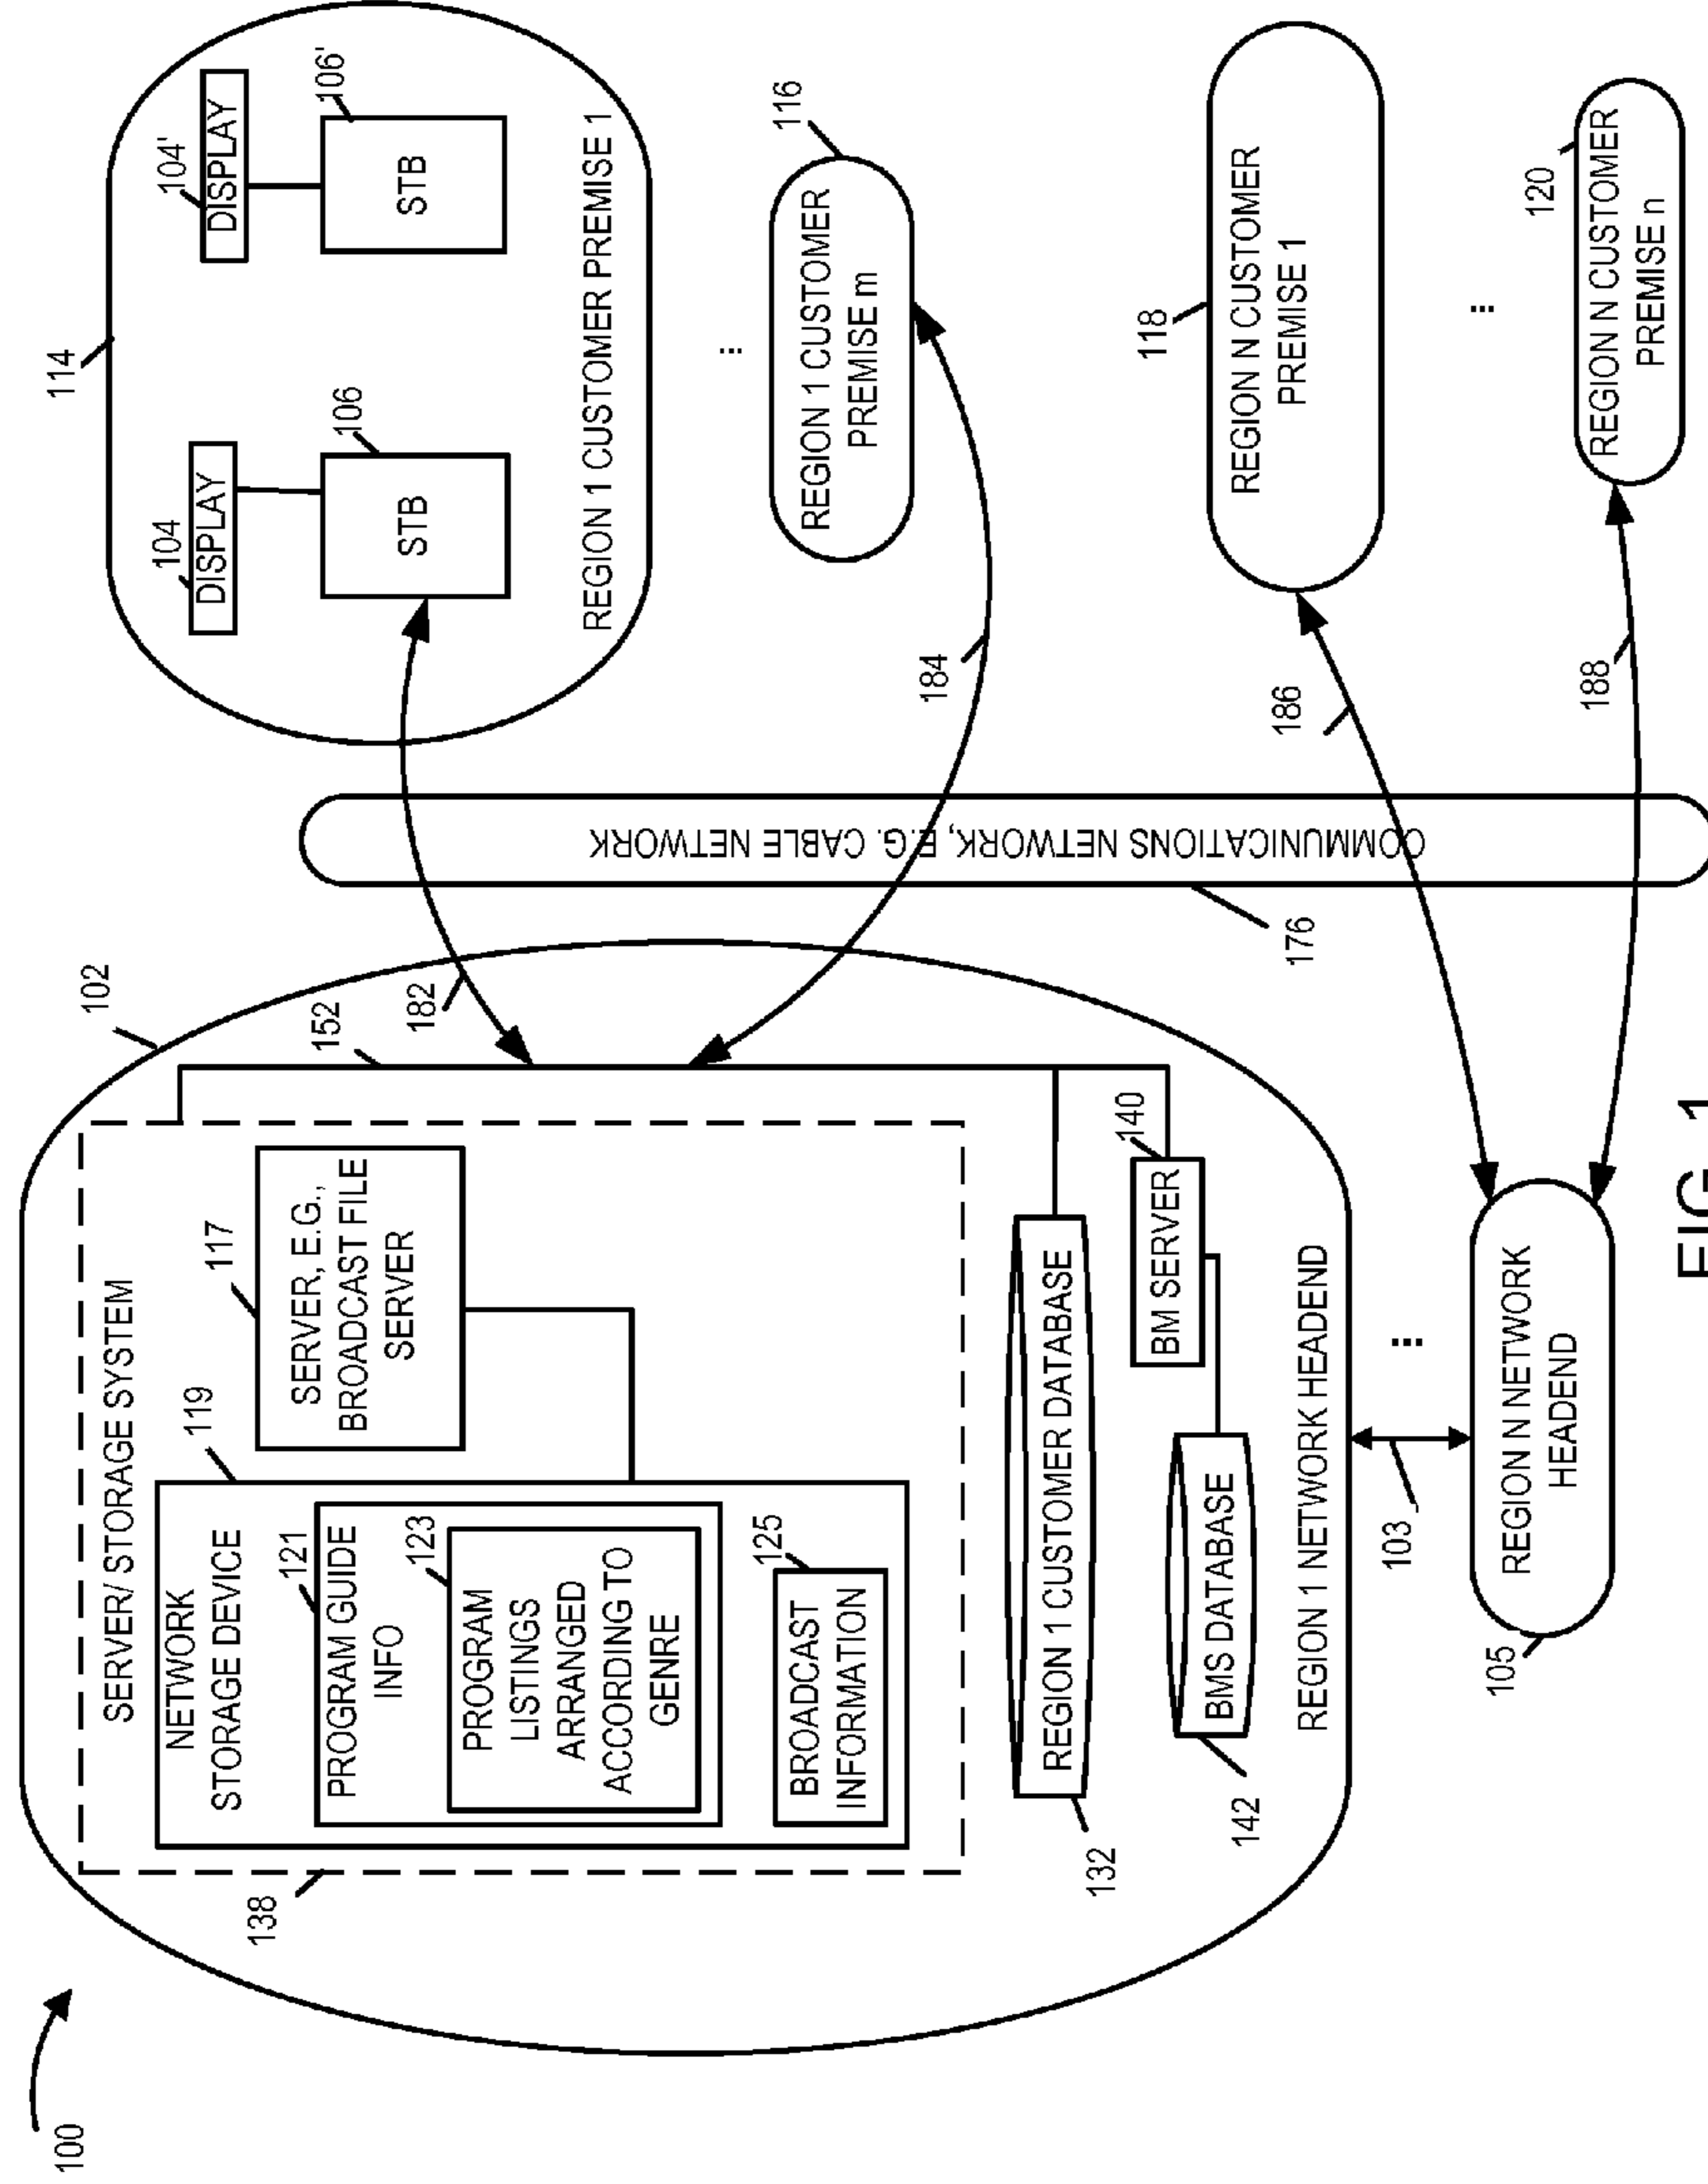 100
102
SERVER/ STORAGE SYSTEM
138
NETWORK
STORAGE DEVICE
119
PROGRAM GUIDE
INFO
121
PROGRAM
LISTINGS
ARRANGED
ACCORDING TO
GENRE
123
BROADCAST
INFORMATION
125
117
SERVER, E.G.,
BROADCAST FILE
SERVER
152
REGION 1 CUSTOMER DATABASE
132
BM SERVER
140
BMS DATABASE
142
REGION 1 NETWORK HEADEND
...
103
REGION N NETWORK
HEADEND
105
182
184
186
188
COMMUNICATIONS NETWORK, E.G. CABLE NETWORK
176
114
104
DISPLAY
106
STB
104'
DISPLAY
106'
STB
REGION 1 CUSTOMER PREMISE 1
...
116
REGION 1 CUSTOMER
PREMISE m
118
REGION N CUSTOMER
PREMISE 1
...
120
REGION N CUSTOMER
PREMISE n
FIG. 1